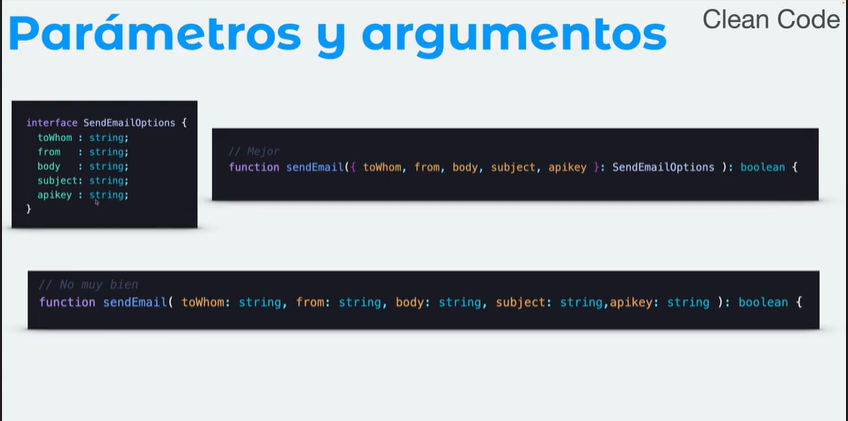 Parámetros y argumentos
Clean Code
interface SendEmailOptions {
toWhom : string;
from : string;
body : string;
subject: string;
apikey : string;
}
// Mejor
function sendEmail({ toWhom, from, body, subject, apikey }: SendEmailOptions ): boolean {
// No muy bien
function sendEmail( toWhom: string, from: string, body: string, subject: string,apikey: string ): boolean {